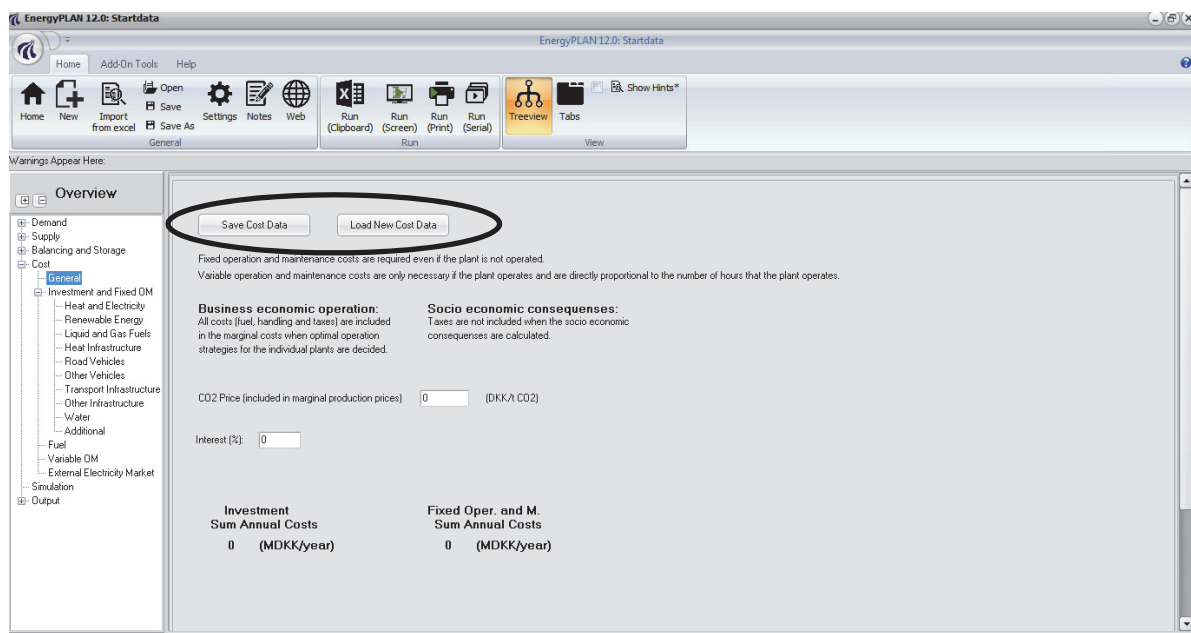 EnergyPLAN 12.0: Startdata
EnergyPLAN 12.0: Startdata
Home Add-On Tools Help
Home
New
Import from excel
Open
Save
Save As
Settings
Notes
Web
General
Run (Clipboard)
Run (Screen)
Run (Print)
Run (Serial)
Run
Treeview
Tabs
Show Hints*
View
Warnings Appear Here:
Overview
Demand
Supply
Balancing and Storage
Cost
General
Investment and Fixed OM
Heat and Electricity
Renewable Energy
Liquid and Gas Fuels
Heat Infrastructure
Road Vehicles
Other Vehicles
Transport Infrastructure
Other Infrastructure
Water
Additional
Fuel
Variable OM
External Electricity Market
Simulation
Output
Save Cost Data
Load New Cost Data
Fixed operation and maintenance costs are required even if the plant is not operated.
Variable operation and maintenance costs are only necessary if the plant operates and are directly proportional to the number of hours that the plant operates.
Business economic operation:
All costs (fuel, handling and taxes) are included
in the marginal costs when optimal operation
strategies for the individual plants are decided.
Socio economic consequenses:
Taxes are not included when the socio economic
consequenses are calculated.
CO2 Price (included in marginal production prices) 0 (DKK/t CO2)
Interest (%): 0
Investment
Sum Annual Costs
0 (MDKK/year)
Fixed Oper. and M.
Sum Annual Costs
0 (MDKK/year)